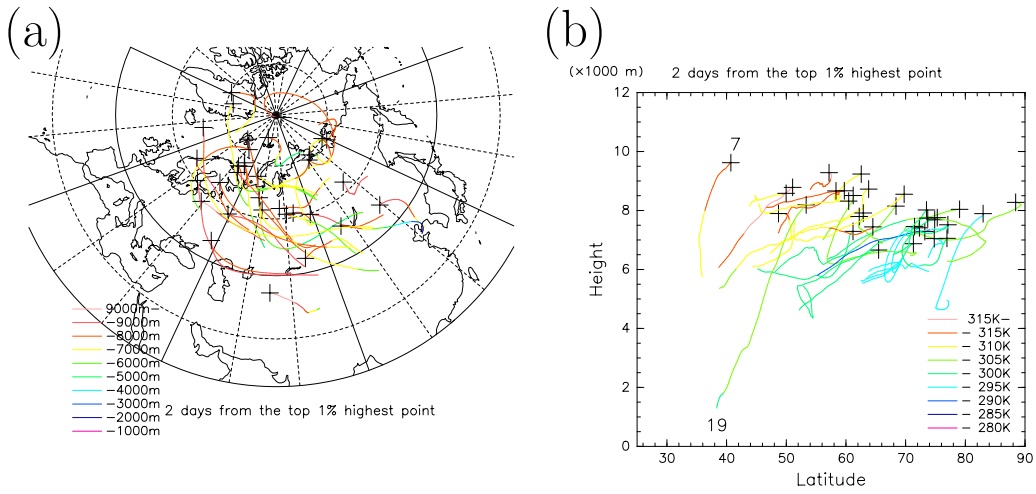 (a)
9000m−
−9000m
−8000m
−7000m
−6000m
−5000m
−4000m
−3000m
−2000m
−1000m
2 days from the top 1% highest point
(b)
(×1000 m)
2 days from the top 1% highest point
Height
12
10
8
6
4
2
0
7
19
315K−
− 315K
− 310K
− 305K
− 300K
− 295K
− 290K
− 285K
− 280K
30 40 50 60 70 80 90
Latitude